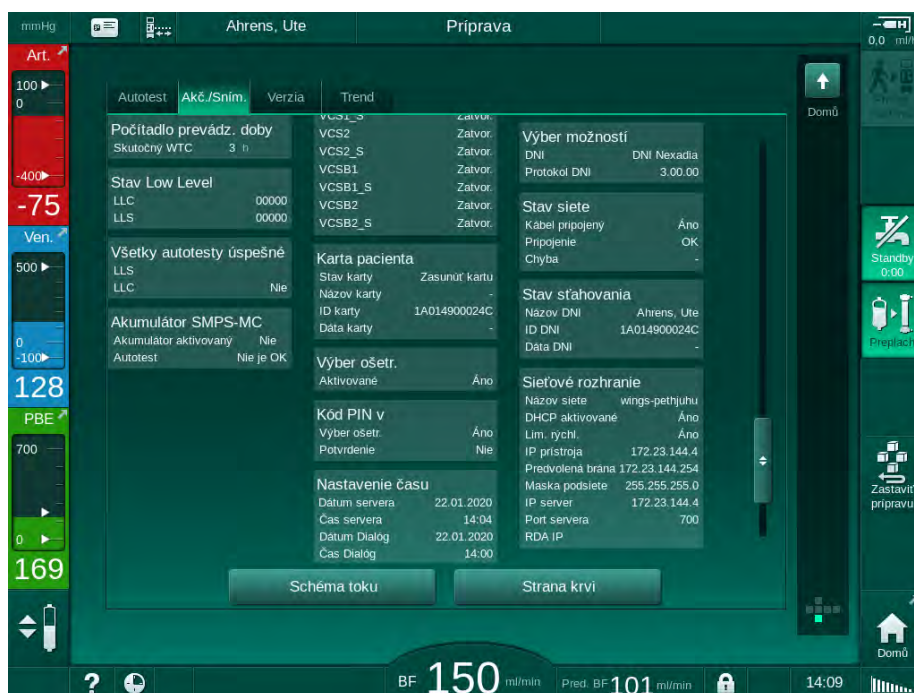 mmHg
Ahrens, Ute
Príprava
0,0 ml/h
Art.
100
0
-400
-75
Ven.
500
0
-100
128
PBE
700
0
169
Autotest Akč./Sním. Verzia Trend
Počítadlo prevádz. doby
Skutočný WTC 3 h
Stav Low Level
LLC 00000
LLS 00000
Všetky autotesty úspešné
LLS
LLC Nie
Akumulátor SMPS-MC
Akumulátor aktivovaný Nie
Autotest Nie je OK
VCS1_S Zatvor.
VCS2 Zatvor.
VCS2_S Zatvor.
VCSB1 Zatvor.
VCSB1_S Zatvor.
VCSB2 Zatvor.
VCSB2_S Zatvor.
Karta pacienta
Stav karty Zasunúť kartu
Názov karty -
ID karty 1A014900024C
Dáta karty -
Výber ošetr.
Aktivované Áno
Kód PIN v
Výber ošetr. Áno
Potvrdenie Nie
Nastavenie času
Dátum servera 22.01.2020
Čas servera 14:04
Dátum Dialóg 22.01.2020
Čas Dialóg 14:00
Výber možností
DNI DNI Nexadia
Protokol DNI 3.00.00
Stav siete
Kábel pripojený Áno
Pripojenie OK
Chyba -
Stav sťahovania
Názov DNI Ahrens, Ute
ID DNI 1A014900024C
Dáta DNI -
Sieťové rozhranie
Názov siete wings-pethjuhu
DHCP aktivované Áno
Lim. rýchl. Áno
IP prístroja 172.23.144.4
Predvolená brána 172.23.144.254
Maska podsiete 255.255.255.0
IP server 172.23.144.4
Port servera 700
RDA IP
Schéma toku
Strana krvi
Domů
Standby
0:00
Preplach
Zastaviť
prípravu
Domů
? BF 150 ml/min Pred. BF 101 ml/min 14:09